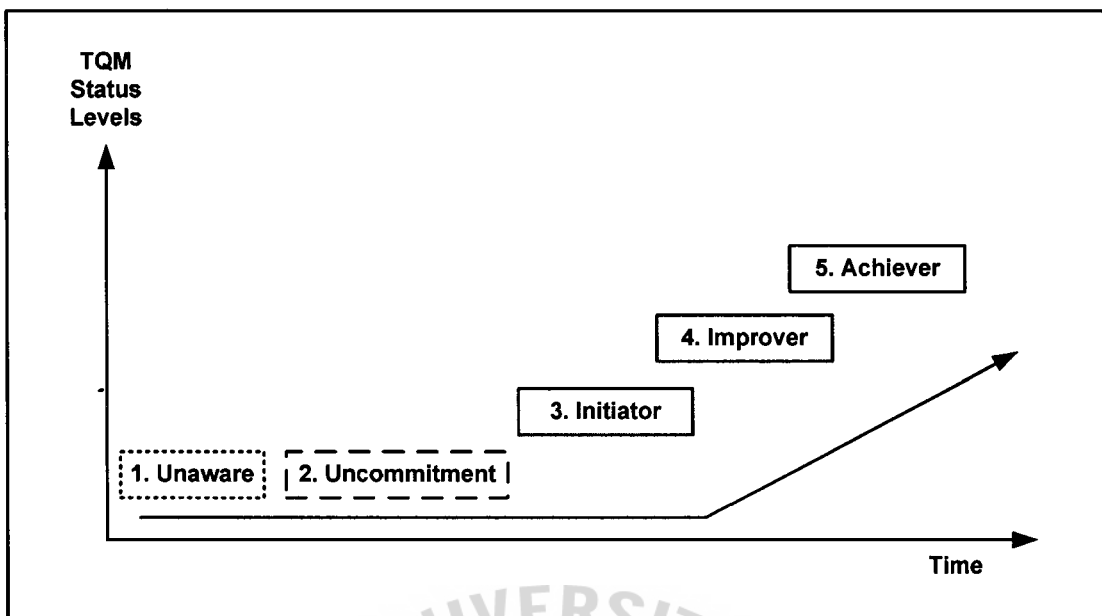 TQM
Status
Levels
5. Achiever
4. Improver
3. Initiator
1. Unaware
2. Uncommitment
Time